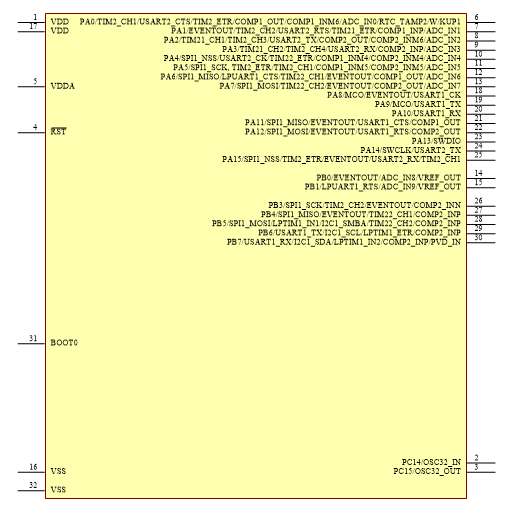 1 VDD PA0/TIM2_CH1/USART2_CTS/TIM2_ETR/COMP1_OUT/COMP1_INM6/ADC_IN0/RTC_TAMP2/W/KUP1 6
17 VDD PA1/EVENTOUT/TIM2_CH2/USART2_RTS/TIM21_ETR/COMP1_INP/ADC_IN1 7
PA2/TIM21_CH1/TIM2_CH3/USART2_TX/COMP2_OUT/COMP2_INM6/ADC_IN2 8
PA3/TIM21_CH2/TIM2_CH4/USART2_RX/COMP2_INP/ADC_IN3 9
PA4/SPI1_NSS/USART2_CK/TIM22_ETR/COMP1_INM4/COMP2_INM4/ADC_IN4 10
PA5/SPI1_SCK, TIM2_ETR/TIM2_CH1/COMP1_INM5/COMP2_INM5/ADC_IN5 11
PA6/SPI1_MISO/LPUART1_CTS/TIM22_CH1/EVENTOUT/COMP1_OUT/ADC_IN6 12
5 VDDA PA7/SPI1_MOSI/TIM22_CH2/EVENTOUT/COMP2_OUT/ADC_IN7 13
PA8/MCO/EVENTOUT/USART1_CK 18
PA9/MCO/USART1_TX 19
PA10/USART1_RX 20
PA11/SPI1_MISO/EVENTOUT/USART1_CTS/COMP1_OUT 21
4 RST PA12/SPI1_MOSI/EVENTOUT/USART1_RTS/COMP2_OUT 22
PA13/SWDIO 23
PA14/SWCLK/USART2_TX 24
PA15/SPI1_NSS/TIM2_ETR/EVENTOUT/USART2_RX/TIM2_CH1 25
PB0/EVENTOUT/ADC_IN8/VREF_OUT 14
PB1/LPUART1_RTS/ADC_IN9/VREF_OUT 15
PB3/SPI1_SCK/TIM2_CH2/EVENTOUT/COMP2_INN 26
PB4/SPI1_MISO/EVENTOUT/TIM22_CH1/COMP2_INP 27
PB5/SPI1_MOSI/LPTIM1_IN1/I2C1_SMBA/TIM22_CH2/COMP2_INP 28
PB6/USART1_TX/I2C1_SCL/LPTIM1_ETR/COMP2_INP 29
PB7/USART1_RX/I2C1_SDA/LPTIM1_IN2/COMP2_INP/PVD_IN 30
31 BOOT0
PC14/OSC32_IN 2
16 VSS PC15/OSC32_OUT 3
32 VSS